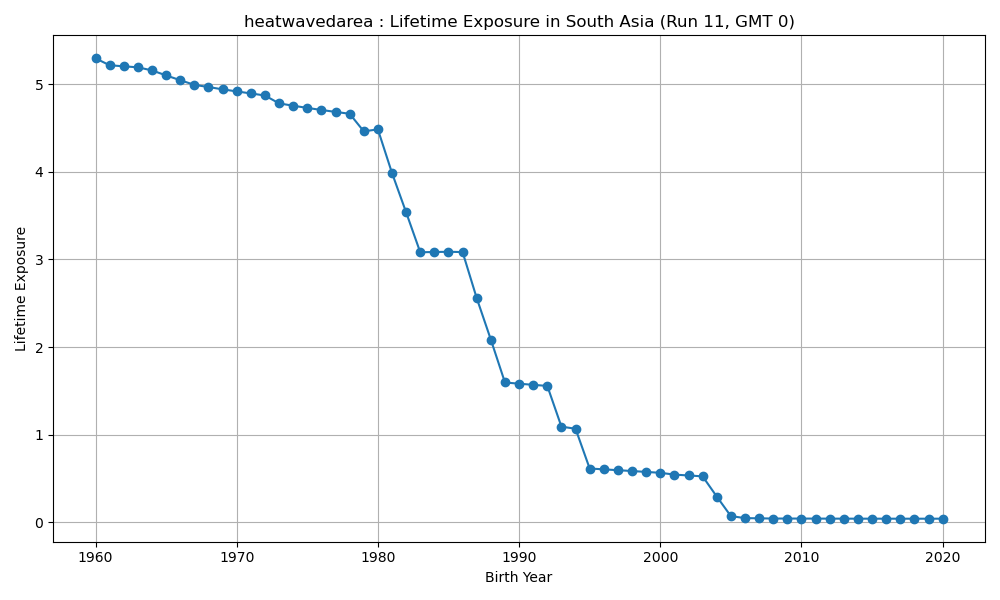 heatwavedarea : Lifetime Exposure in South Asia (Run 11, GMT 0)
Lifetime Exposure
5
4
3
2
1
0
1960 1970 1980 1990 2000 2010 2020
Birth Year